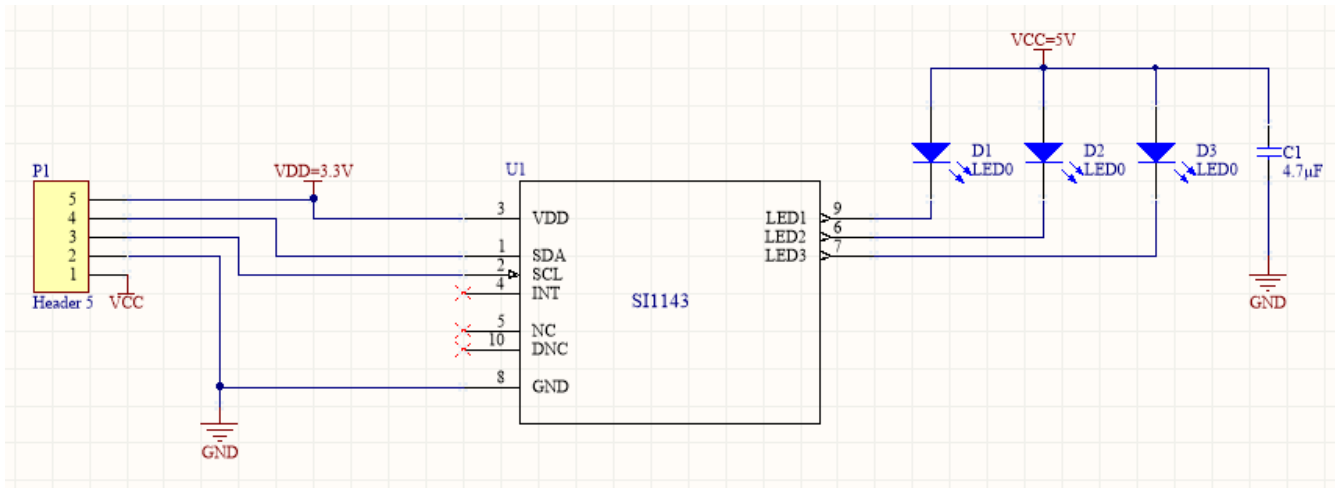 VCC=5V
P1
VDD=3.3V
U1
D1
LED0
D2
LED0
D3
LED0
C1
4.7µF
5
4
3
2
1
Header 5
VCC
3 VDD
1 SDA
2 SCL
4 INT
5 NC
10 DNC
8 GND
SI1143
LED1 9
LED2 6
LED3 7
GND
GND